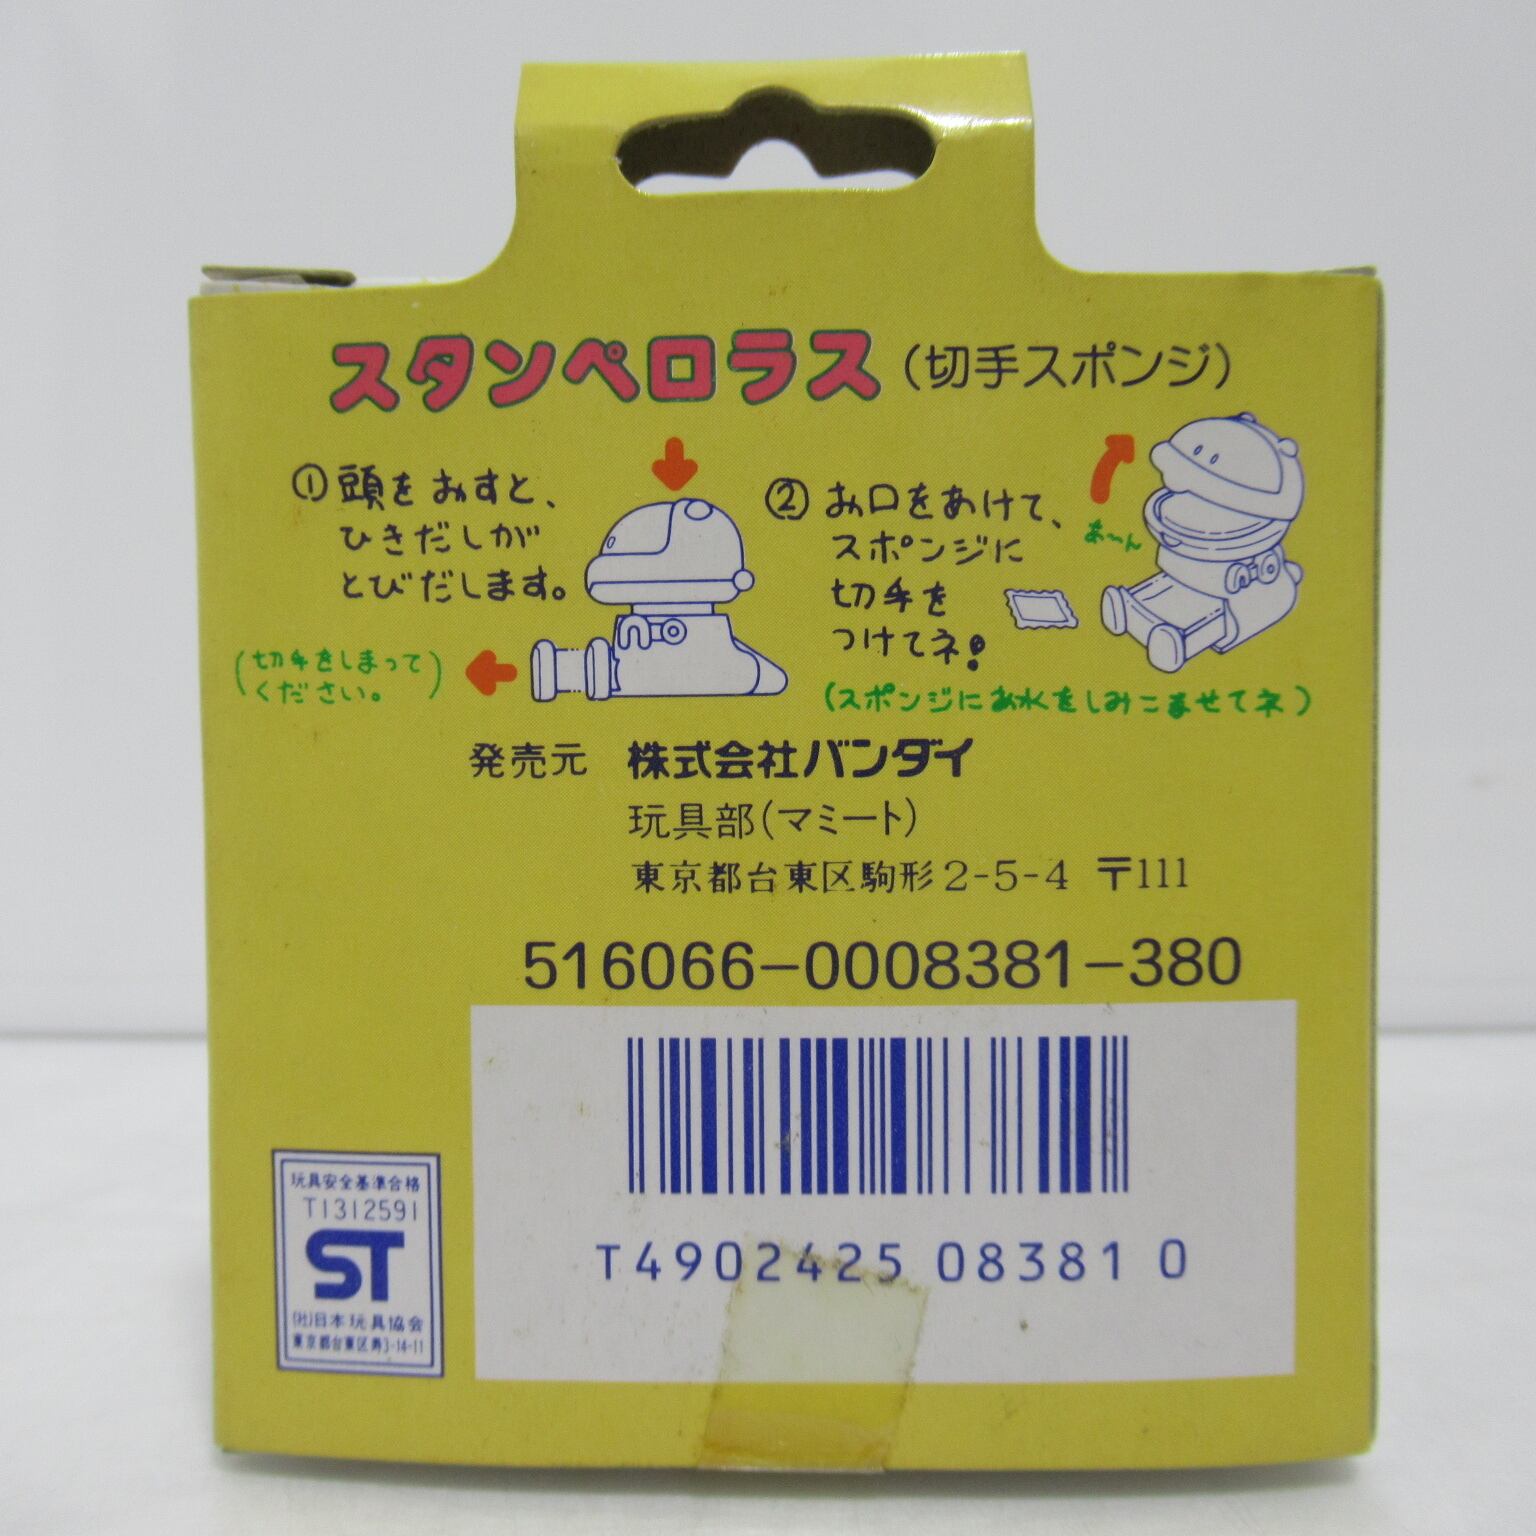 スタンペロラス（切手スポンジ）
①頭をおすと、
ひきだしが
とびだします。
（切手をしまって
ください。）
②お口をあけて、
スポンジに
切手を
つけてネ！
あ〜ん
（スポンジにお水をしみこませてネ）
発売元 株式会社バンダイ
玩具部（マミート）
東京都台東区駒形2-5-4 〒111
516066-0008381-380
T4902425 08381 0
玩具安全基準合格
T1312591
ST
(社)日本玩具協会
東京都台東区寿3-14-11